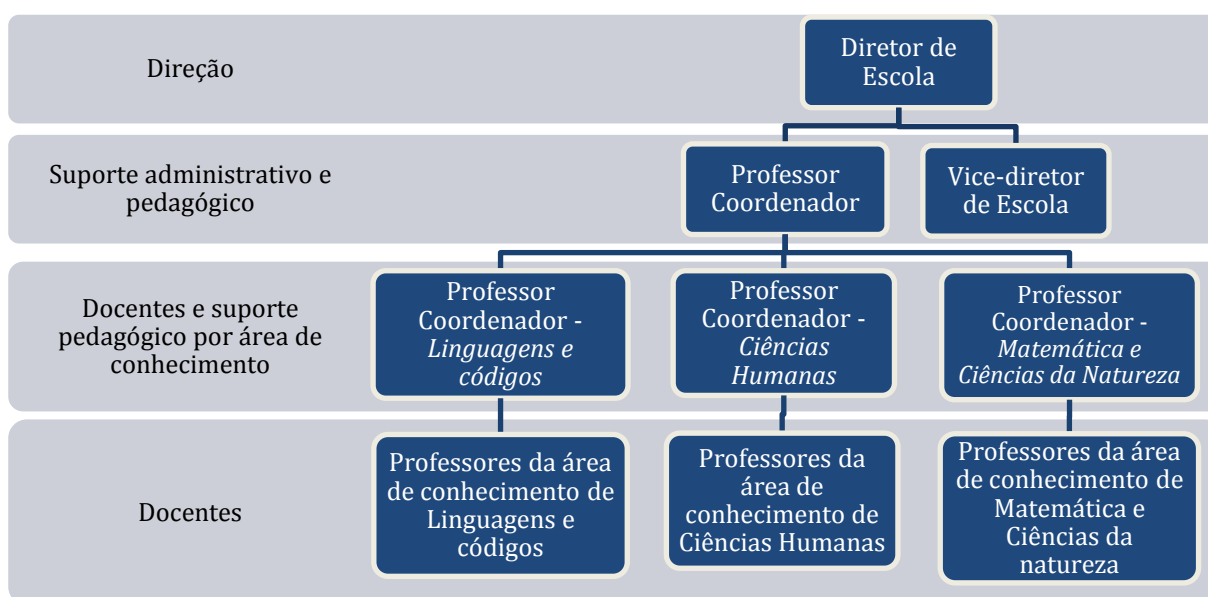 Direção
Diretor de
Escola
Suporte administrativo e
pedagógico
Professor
Coordenador
Vice-diretor
de Escola
Docentes e suporte
pedagógico por área de
conhecimento
Professor
Coordenador -
Linguagens e
códigos
Professor
Coordenador -
Ciências
Humanas
Professor
Coordenador -
Matemática e
Ciências da Natureza
Docentes
Professores da área
de conhecimento de
Linguagens e
códigos
Professores da
área de
conhecimento de
Ciências Humanas
Professores da área
de conhecimento de
Matemática e
Ciências da
natureza